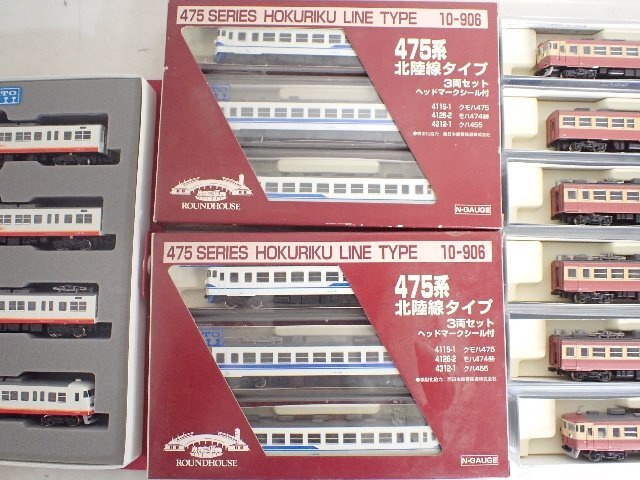 475 SERIES HOKURIKU LINE TYPE 10-906
475系
北陸線タイプ
3両セット
ヘッドマークシール付
4119-1 クモハ475
4126-2 モハ474
4312-1 クハ455
ROUNDHOUSE
N-GAUGE
475 SERIES HOKURIKU LINE TYPE 10-906
475系
北陸線タイプ
3両セット
ヘッドマークシール付
4119-1 クモハ475
4126-2 モハ474
4312-1 クハ455
ROUNDHOUSE
N-GAUGE